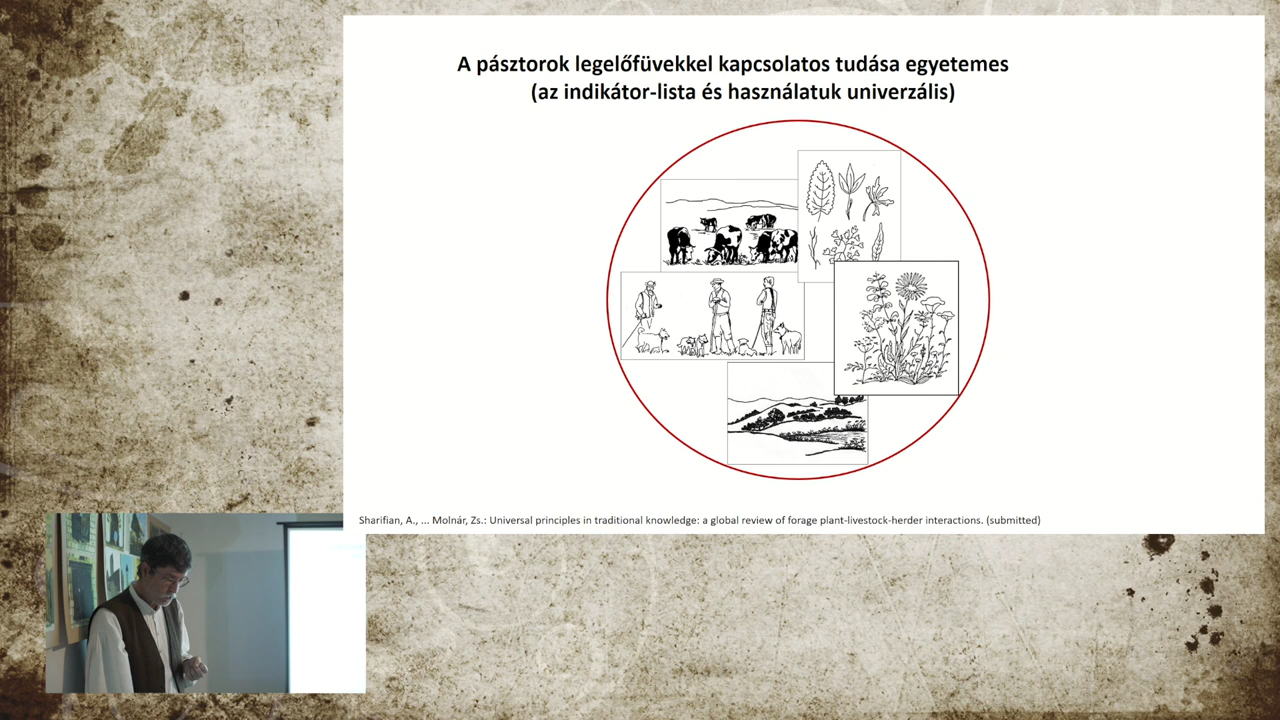 A pásztorok legelőfüvekkel kapcsolatos tudása egyetemes
(az indikátor-lista és használatuk univerzális)
Sharifian, A., ... Molnár, Zs.: Universal principles in traditional knowledge: a global review of forage plant-livestock-herder interactions. (submitted)